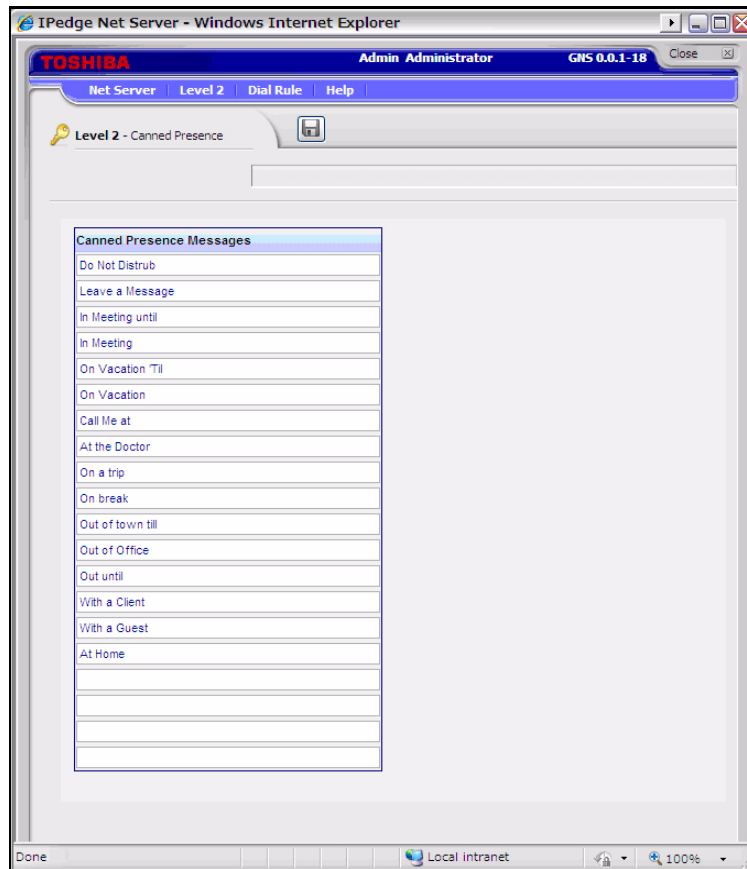 IPedge Net Server - Windows Internet Explorer
TOSHIBA Admin Administrator GNS 0.0.1-18 Close
Net Server Level 2 Dial Rule Help
Level 2 - Canned Presence
Canned Presence Messages
Do Not Distrub
Leave a Message
In Meeting until
In Meeting
On Vacation 'Til
On Vacation
Call Me at
At the Doctor
On a trip
On break
Out of town till
Out of Office
Out until
With a Client
With a Guest
At Home
Done Local intranet 100%